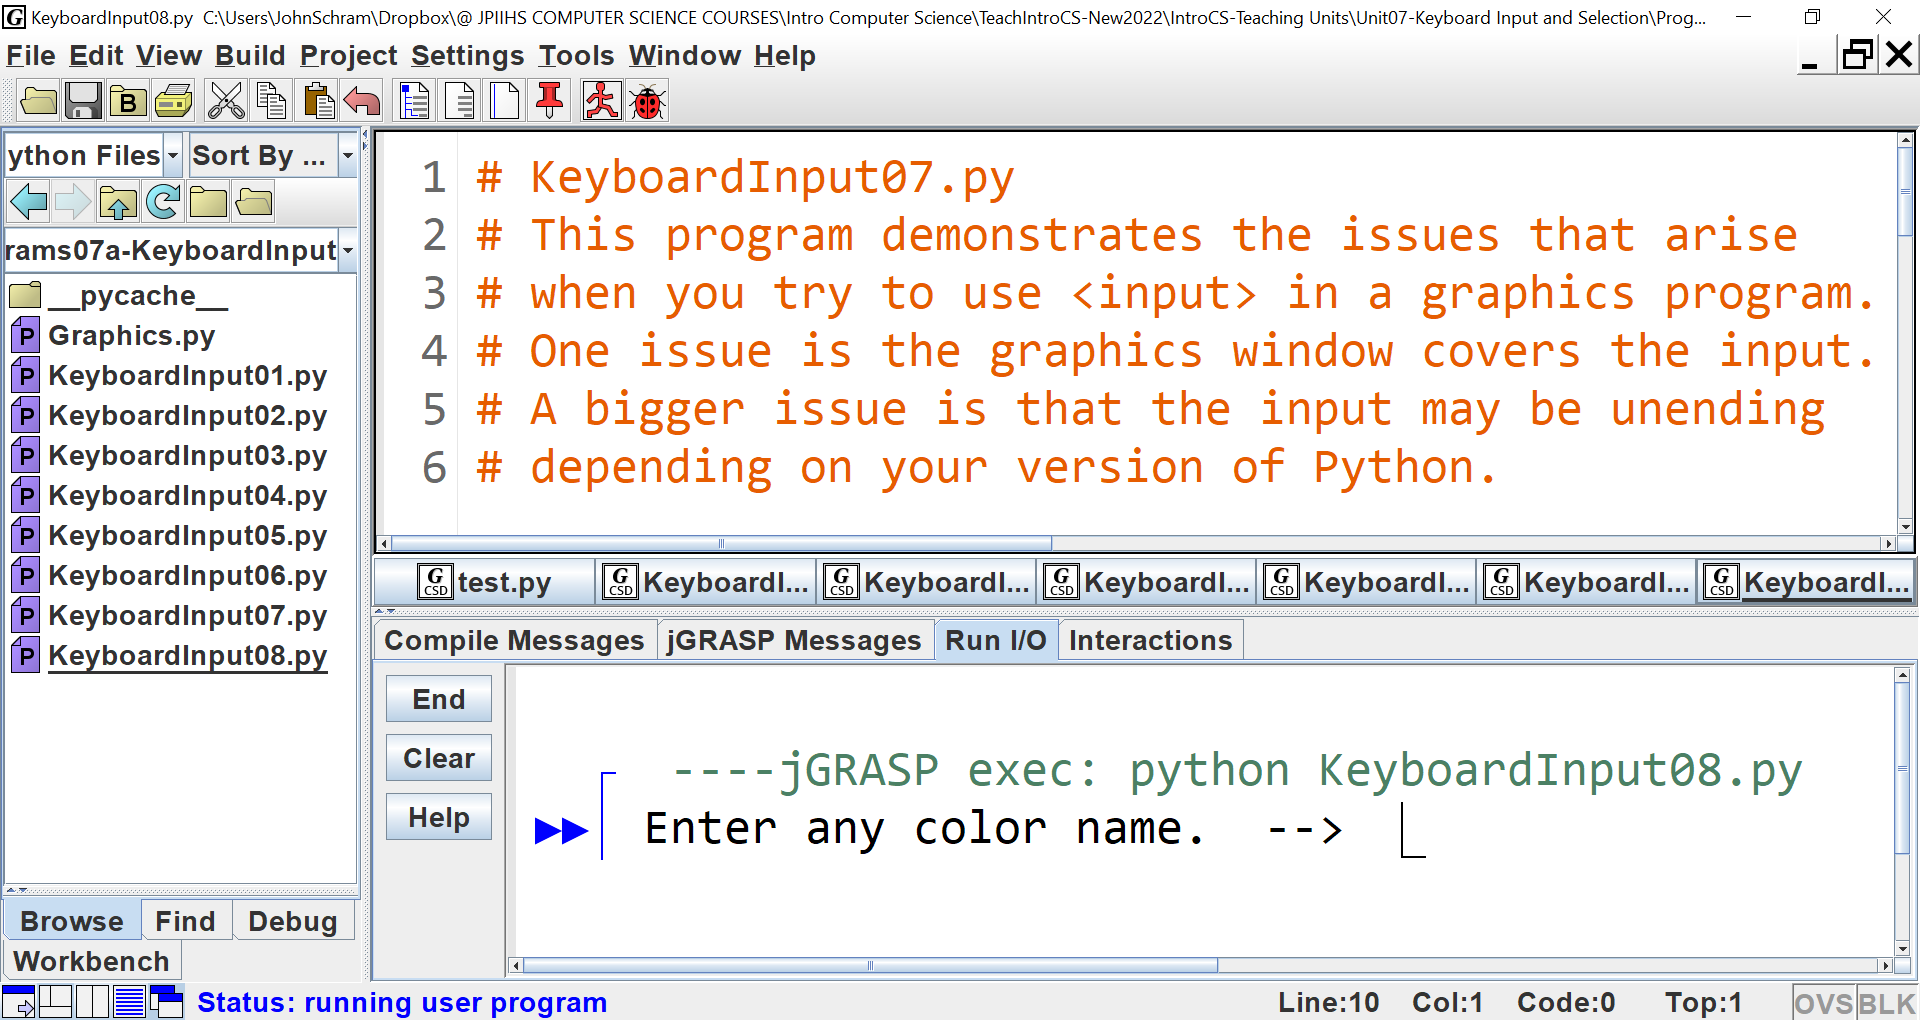 KeyboardInput08.py C:\Users\JohnSchram\Dropbox\@ JPIIHS COMPUTER SCIENCE COURSES\Intro Computer Science\TeachIntroCS-New2022\IntroCS-Teaching Units\Unit07-Keyboard Input and Selection\Prog...
File Edit View Build Project Settings Tools Window Help
B
ython Files Sort By ...
rams07a-KeyboardInput
__pycache__
P Graphics.py
P KeyboardInput01.py
P KeyboardInput02.py
P KeyboardInput03.py
P KeyboardInput04.py
P KeyboardInput05.py
P KeyboardInput06.py
P KeyboardInput07.py
P KeyboardInput08.py
Browse Find Debug
Workbench
1 # KeyboardInput07.py
2 # This program demonstrates the issues that arise
3 # when you try to use <input> in a graphics program.
4 # One issue is the graphics window covers the input.
5 # A bigger issue is that the input may be unending
6 # depending on your version of Python.
G CSD test.py G CSD KeyboardI... G CSD KeyboardI... G CSD KeyboardI... G CSD KeyboardI... G CSD KeyboardI... G CSD KeyboardI...
Compile Messages jGRASP Messages Run I/O Interactions
End
Clear
Help
----jGRASP exec: python KeyboardInput08.py
Enter any color name. -->
Status: running user program Line:10 Col:1 Code:0 Top:1 OVS BLK